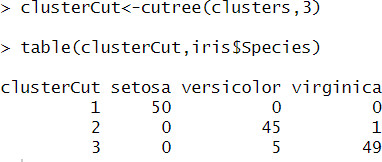 > clusterCut<-cutree(clusters,3)
> table(clusterCut,iris$Species)
clusterCut setosa versicolor virginica
1 50 0 0
2 0 45 1
3 0 5 49